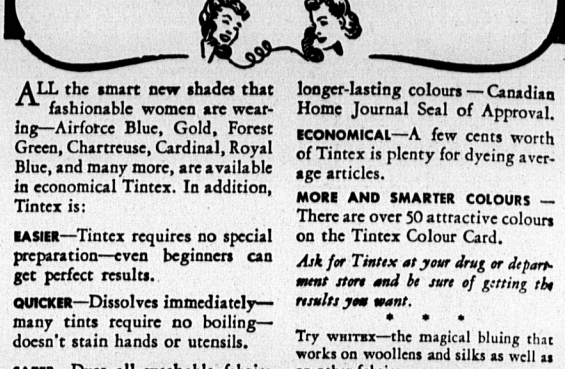 ALL the smart new shades that
fashionable women are wear-
ing—Airforce Blue, Gold, Forest
Green, Chartreuse, Cardinal, Royal
Blue, and many more, are available
in economical Tintex. In addition,
Tintex is:
EASIER—Tintex requires no special
preparation—even beginners can
get perfect results.
QUICKER—Dissolves immediately—
many tints require no boiling—
doesn't stain hands or utensils.
longer-lasting colours — Canadian
Home Journal Seal of Approval.
ECONOMICAL—A few cents worth
of Tintex is plenty for dyeing aver-
age articles.
MORE AND SMARTER COLOURS —
There are over 50 attractive colours
on the Tintex Colour Card.
Ask for Tintex at your drug or depart-
ment store and be sure of getting the
results you want.
* * *
Try WHITEX—the magical bluing that
works on woollens and silks as well as